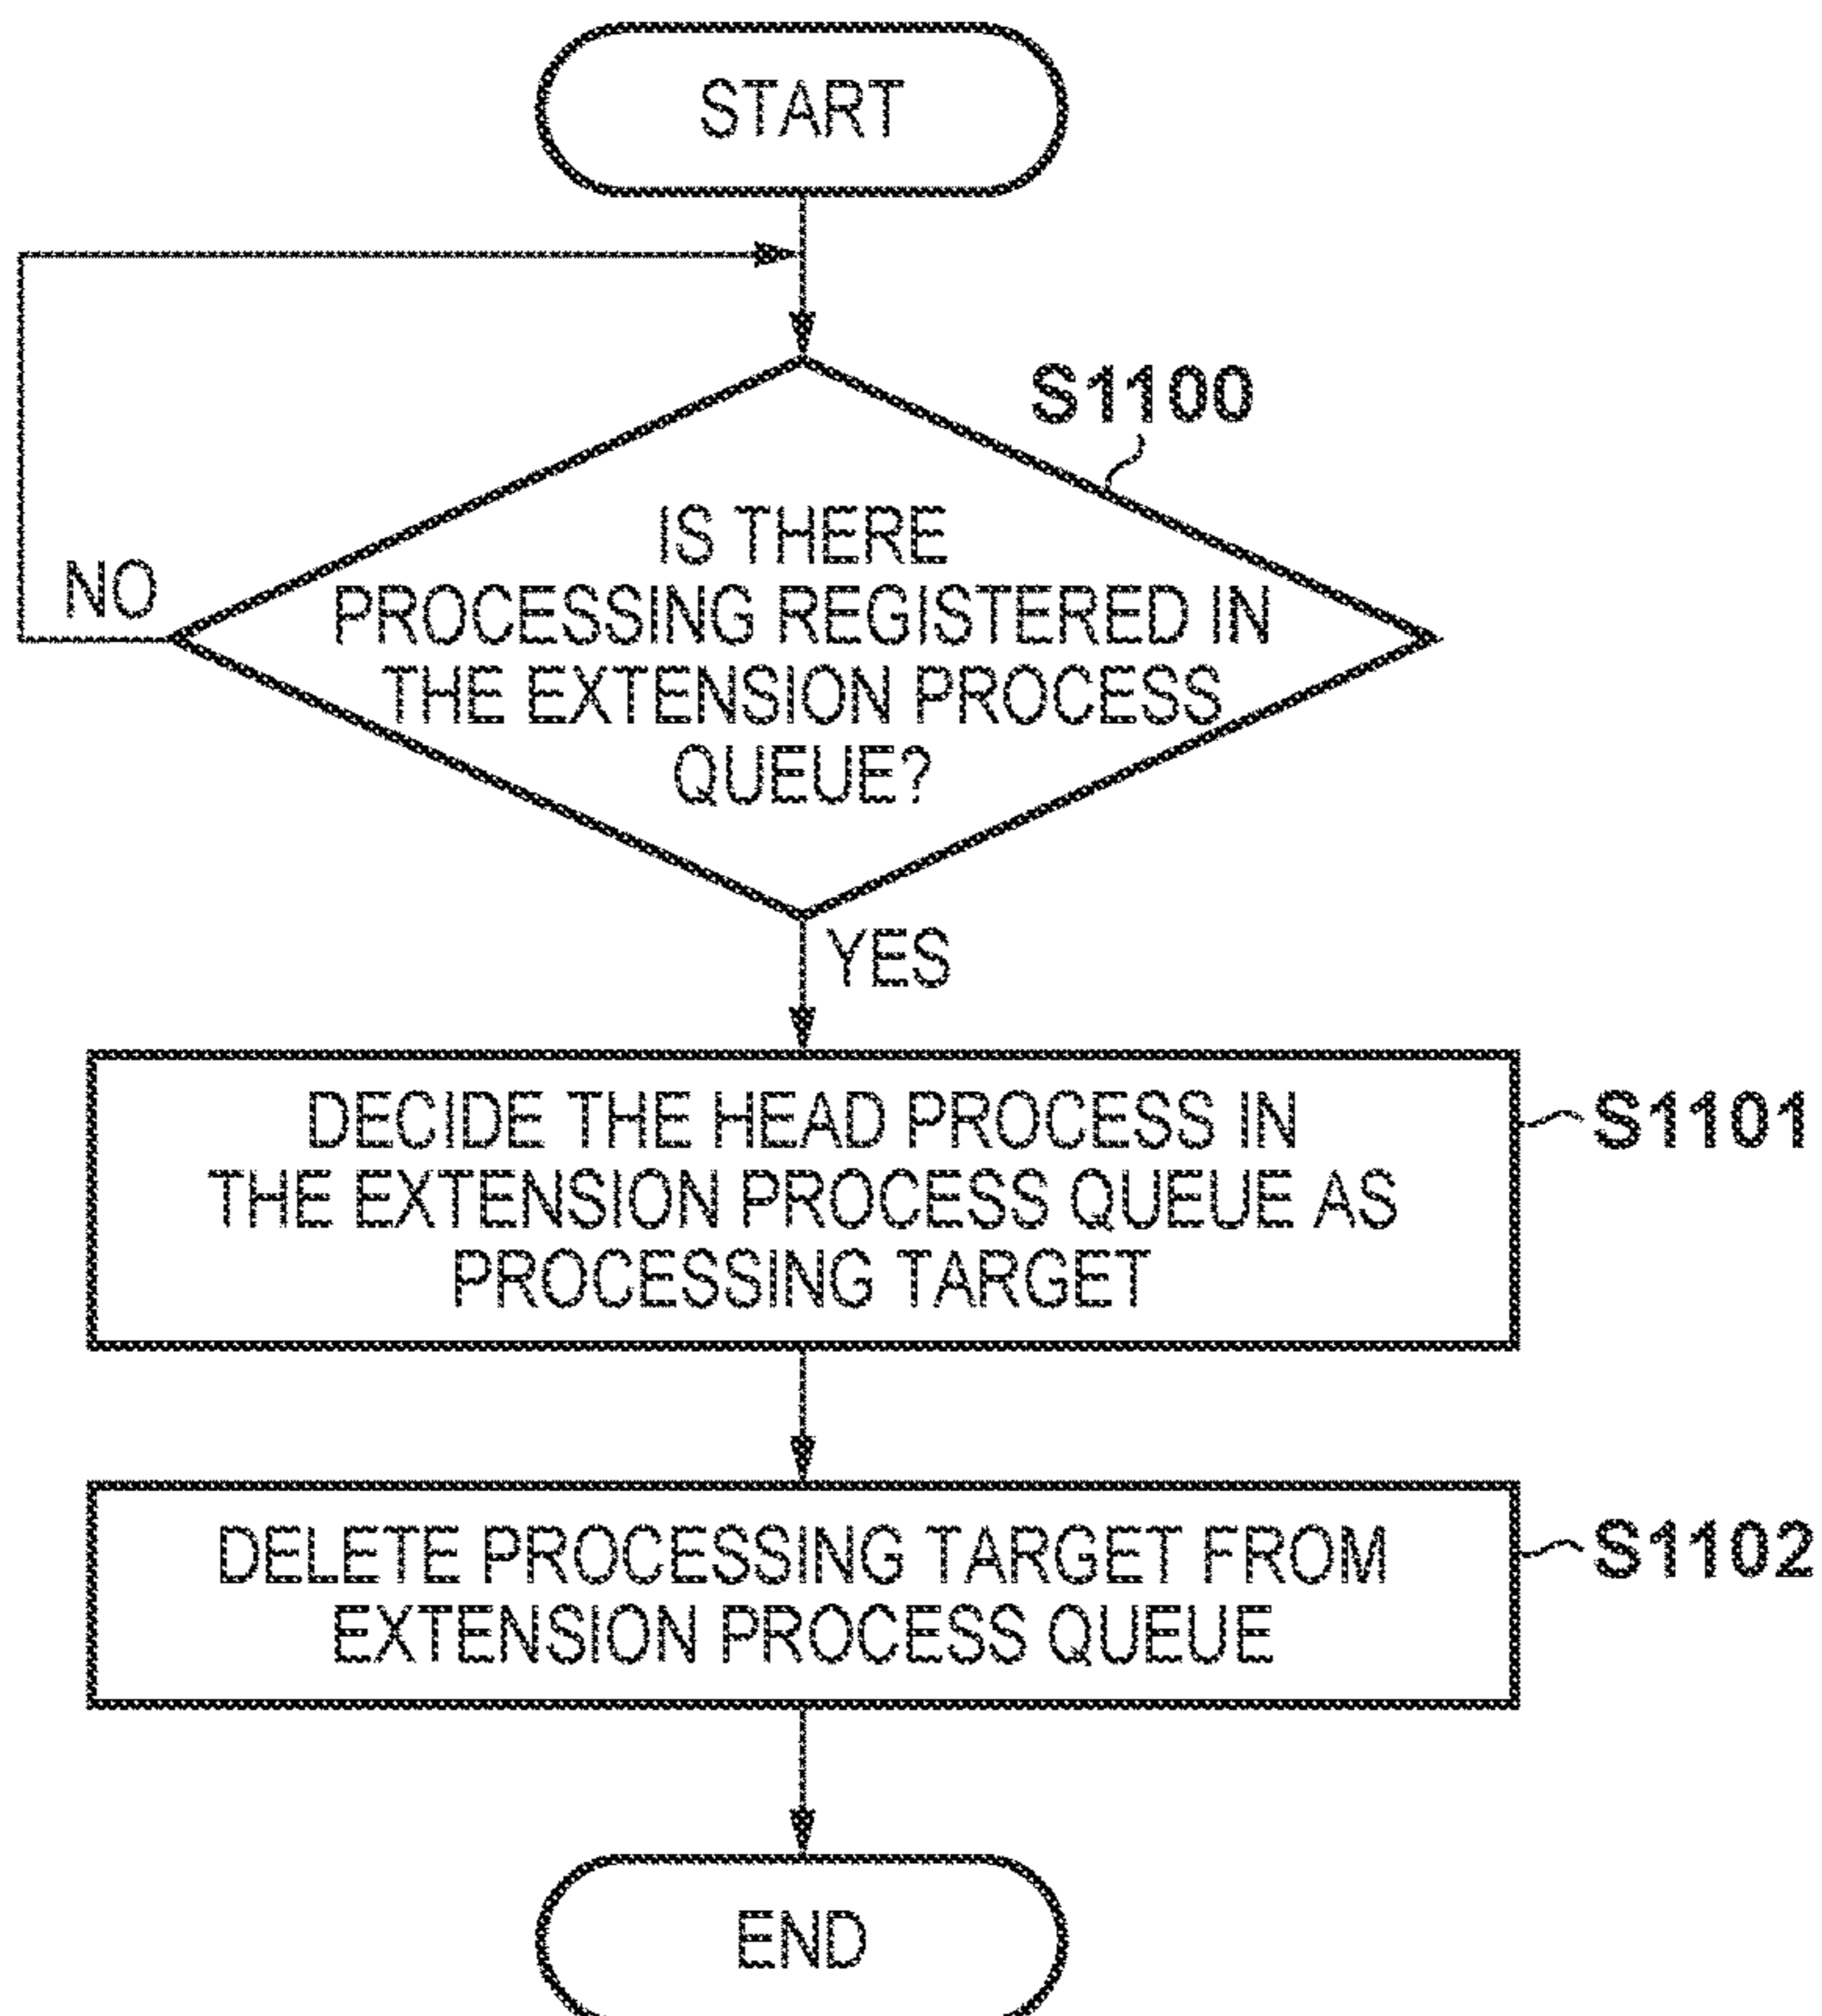 START
S1100
IS THERE
PROCESSING REGISTERED IN
THE EXTENSION PROCESS
QUEUE?
NO
YES
DECIDE THE HEAD PROCESS IN
THE EXTENSION PROCESS QUEUE AS
PROCESSING TARGET
S1101
DELETE PROCESSING TARGET FROM
EXTENSION PROCESS QUEUE
S1102
END